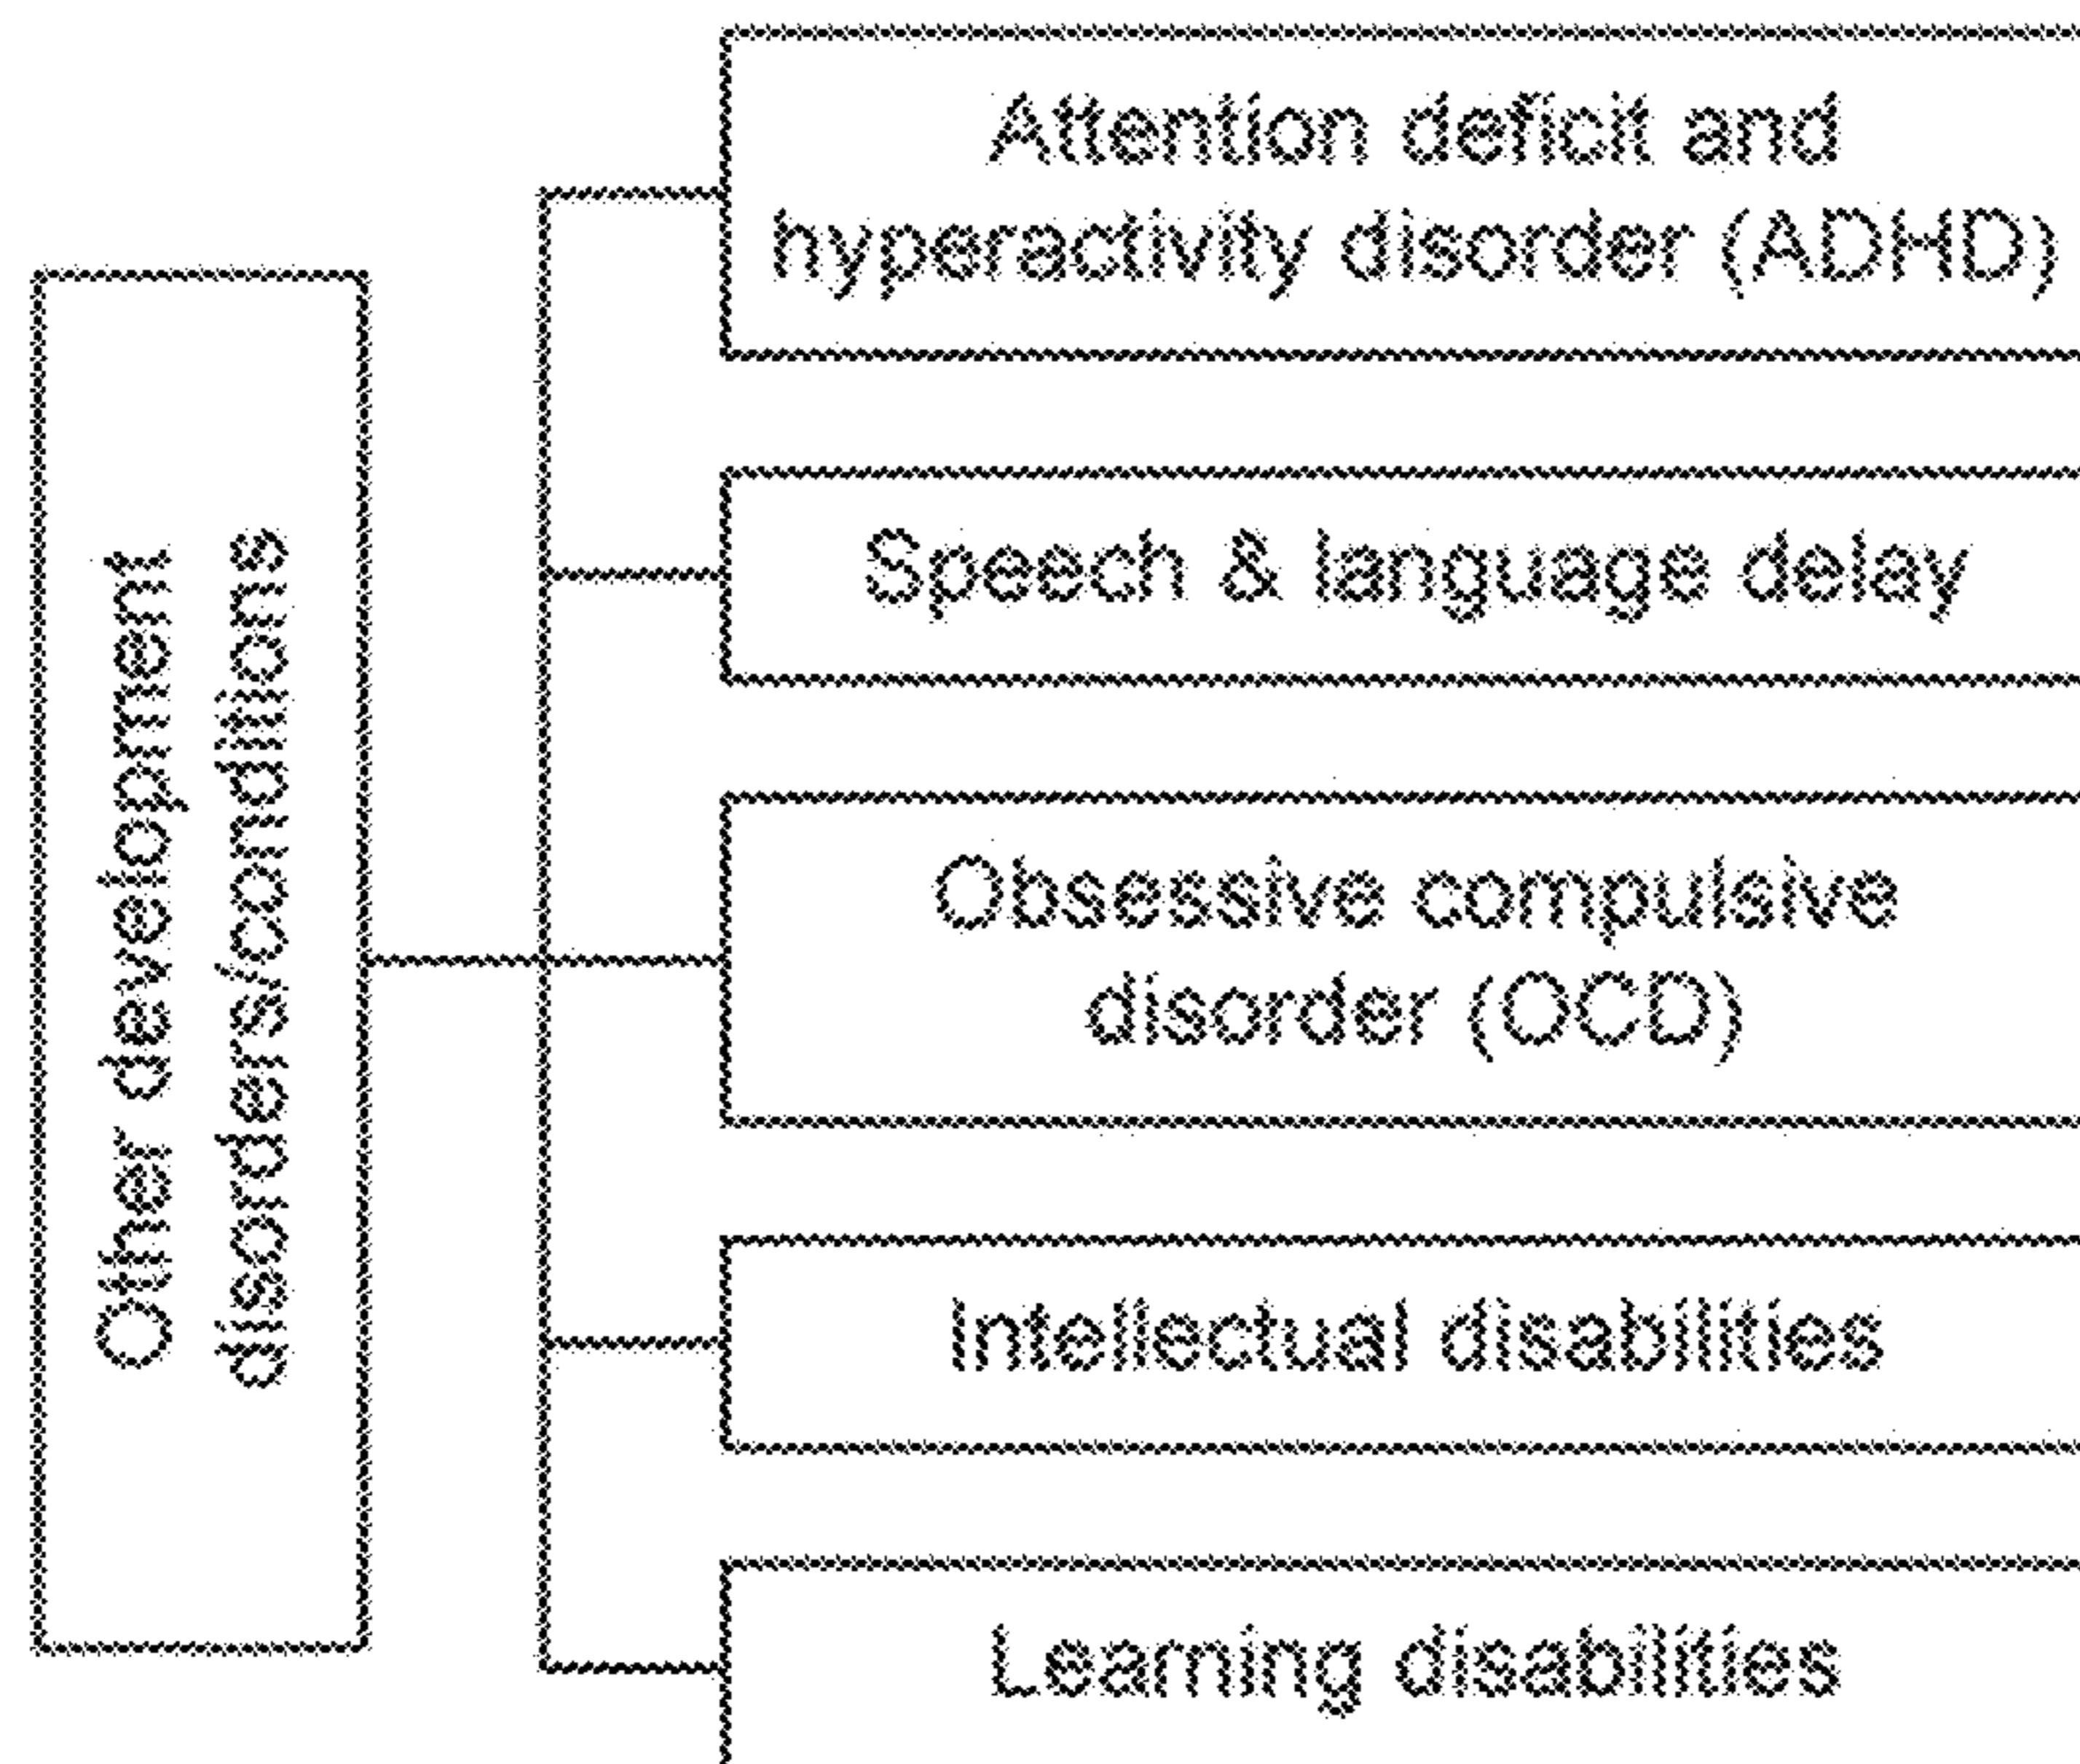 Other development
disorders/conditions
Attention deficit and
hyperactivity disorder (ADHD)
Speech & language delay
Obsessive compulsive
disorder (OCD)
Intellectual disabilities
Learning disabilities